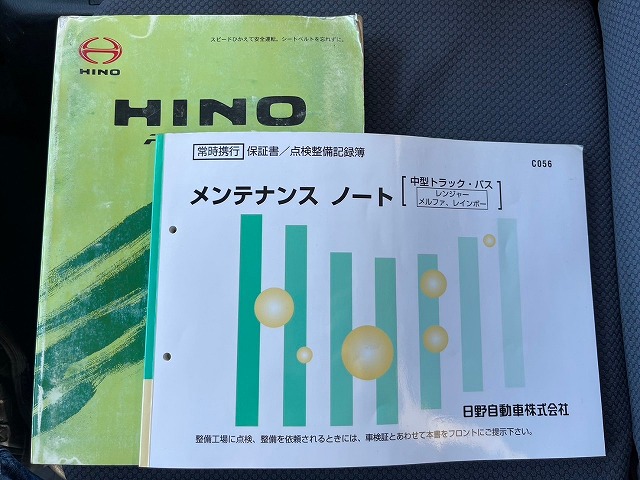 スピードひかえて安全運転。シートベルトを忘れずに。
HINO
HINO
常時携行 保証書／点検整備記録簿
C056
メンテナンス ノート
中型トラック・バス
レンジャー
メルファ、レインボー
日野自動車株式会社
整備工場に点検、整備を依頼されるときには、車検証とあわせて本書をフロントにご提示下さい。